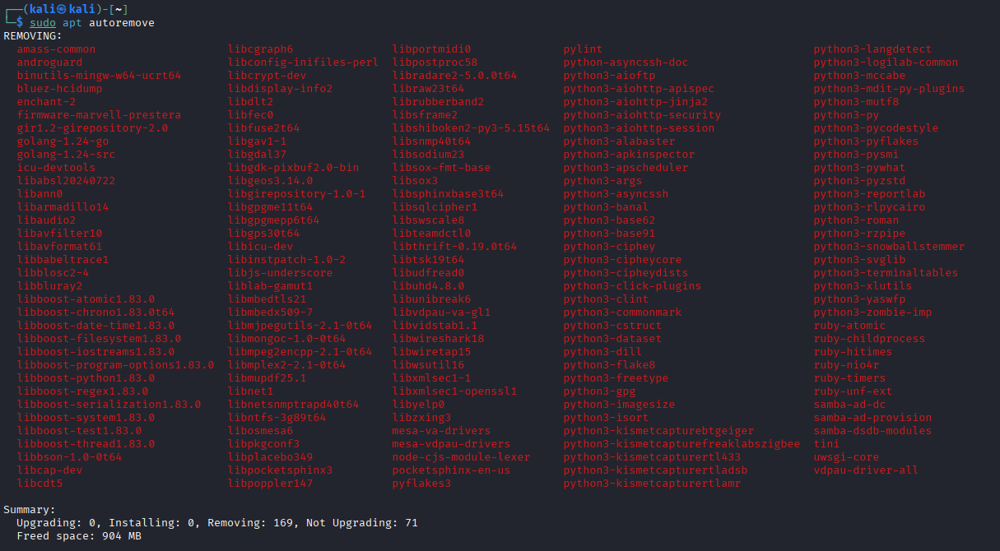 ┌──(kali㉿kali)-[~]
└─$ sudo apt autoremove
REMOVING:
amass-common libcgraph6 libportmidi0 pylint python3-langdetect
androguard libconfig-inifiles-perl libpostproc58 python-asyncssh-doc python3-logilab-common
binutils-mingw-w64-ucrt64 libcrypt-dev libradare2-5.0.0t64 python3-aioftp python3-mccabe
bluez-hcidump libdisplay-info2 libraw23t64 python3-aiohttp-apispec python3-mdit-py-plugins
enchant-2 libdlt2 librubberband2 python3-aiohttp-jinja2 python3-mutf8
firmware-marvell-prestera libfec0 libsframe2 python3-aiohttp-security python3-py
gir1.2-girepository-2.0 libfuse2t64 libshiboken2-py3-5.15t64 python3-aiohttp-session python3-pycodestyle
golang-1.24-go libgav1-1 libsnmp40t64 python3-alabaster python3-pyflakes
golang-1.24-src libgdal37 libsodium23 python3-apkinspector python3-pysmi
icu-devtools libgdk-pixbuf2.0-bin libsox-fmt-base python3-apscheduler python3-pywhat
libabsl20240722 libgeos3.14.0 libsox3 python3-args python3-pyzstd
libann0 libgirepository-1.0-1 libsphinxbase3t64 python3-asyncssh python3-reportlab
libarmadillo14 libgpgme11t64 libsqlcipher1 python3-banal python3-rlpycairo
libaudio2 libgpgmepp6t64 libswscale8 python3-base62 python3-roman
libavfilter10 libgps30t64 libteamdctl0 python3-base91 python3-rzpipe
libavformat61 libicu-dev libthrift-0.19.0t64 python3-ciphey python3-snowballstemmer
libbabeltrace1 libinstpatch-1.0-2 libtsk19t64 python3-cipheycore python3-svglib
libblosc2-4 libjs-underscore libudfread0 python3-cipheydists python3-terminaltables
libbluray2 liblab-gamut1 libuhd4.8.0 python3-click-plugins python3-xlutils
libboost-atomic1.83.0 libmbedtls21 libunibreak6 python3-clint python3-yaswfp
libboost-chrono1.83.0t64 libmbedx509-7 libvdpau-va-gl1 python3-commonmark python3-zombie-imp
libboost-date-time1.83.0 libmjpegutils-2.1-0t64 libvidstab1.1 python3-cstruct ruby-atomic
libboost-filesystem1.83.0 libmongoc-1.0-0t64 libwireshark18 python3-dataset ruby-childprocess
libboost-iostreams1.83.0 libmpeg2encpp-2.1-0t64 libwiretap15 python3-dill ruby-hitimes
libboost-program-options1.83.0 libmplex2-2.1-0t64 libwsutil16 python3-flake8 ruby-nio4r
libboost-python1.83.0 libmupdf25.1 libxmlsec1-1 python3-freetype ruby-timers
libboost-regex1.83.0 libnet1 libxmlsec1-openssl1 python3-gpg ruby-unf-ext
libboost-serialization1.83.0 libnetsnmptrapd40t64 libyelp0 python3-imagesize samba-ad-dc
libboost-system1.83.0 libntfs-3g89t64 libzxing3 python3-isort samba-ad-provision
libboost-test1.83.0 libosmesa6 mesa-va-drivers python3-kismetcapturebtgeiger samba-dsdb-modules
libboost-thread1.83.0 libpkgconf3 mesa-vdpau-drivers python3-kismetcapturefreaklabszigbee tini
libbson-1.0-0t64 libplacebo349 node-cjs-module-lexer python3-kismetcapturertl433 uwsgi-core
libcap-dev libpocketsphinx3 pocketsphinx-en-us python3-kismetcapturertladsb vdpau-driver-all
libcdt5 libpoppler147 pyflakes3 python3-kismetcapturertlamr
Summary:
Upgrading: 0, Installing: 0, Removing: 169, Not Upgrading: 71
Freed space: 904 MB